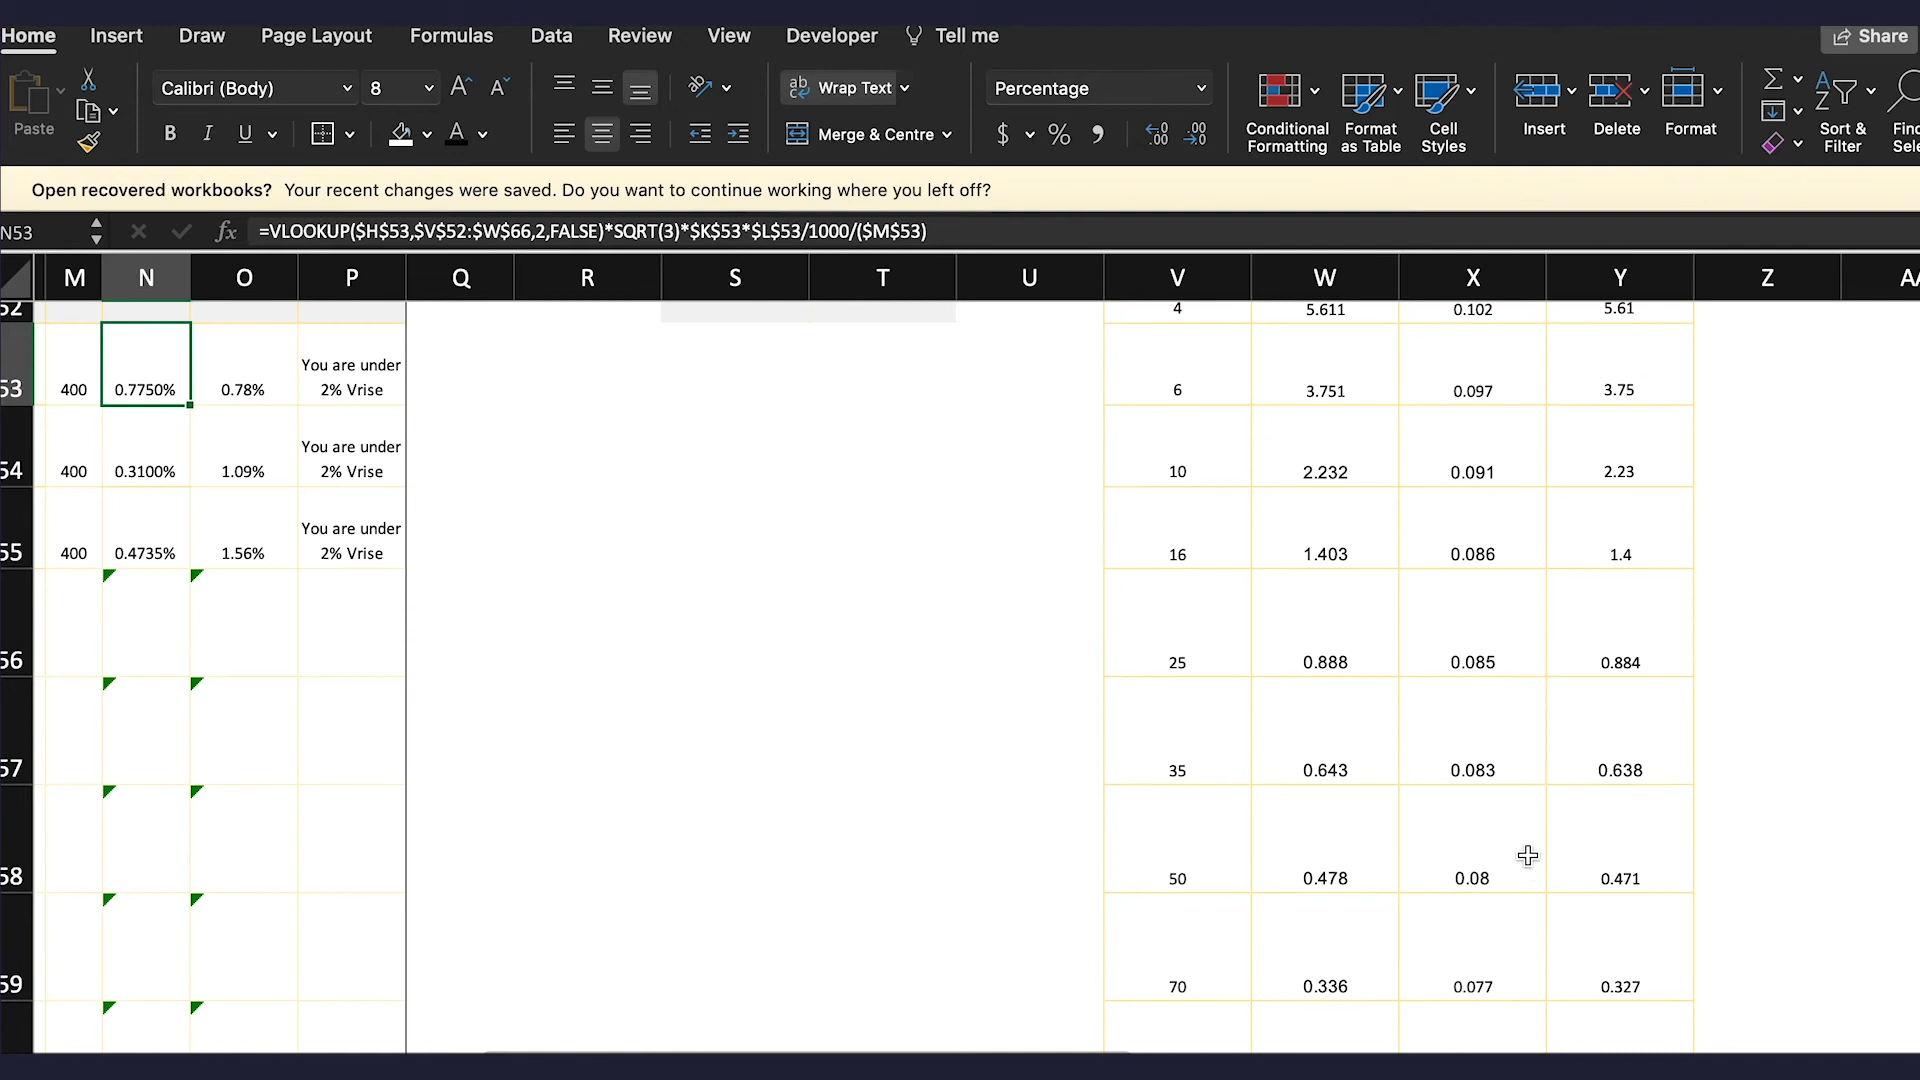 Home Insert Draw Page Layout Formulas Data Review View Developer Tell me Share
Paste Calibri (Body) 8 Wrap Text Percentage
B I U A Merge & Centre $ % Conditional Formatting Format as Table Cell Styles Insert Delete Format Sort & Filter
Open recovered workbooks? Your recent changes were saved. Do you want to continue working where you left off?
N53 fx =VLOOKUP($H$53,$V$52:$W$66,2,FALSE)*SQRT(3)*$K$53*$L$53/1000/($M$53)
M N O P Q R S T U V W X Y Z AA
52 4 5.611 0.102 5.61
You are under
53 400 0.7750% 0.78% 2% Vrise 6 3.751 0.097 3.75
You are under
54 400 0.3100% 1.09% 2% Vrise 10 2.232 0.091 2.23
You are under
55 400 0.4735% 1.56% 2% Vrise 16 1.403 0.086 1.4
56 25 0.888 0.085 0.884
57 35 0.643 0.083 0.638
58 50 0.478 0.08 0.471
59 70 0.336 0.077 0.327